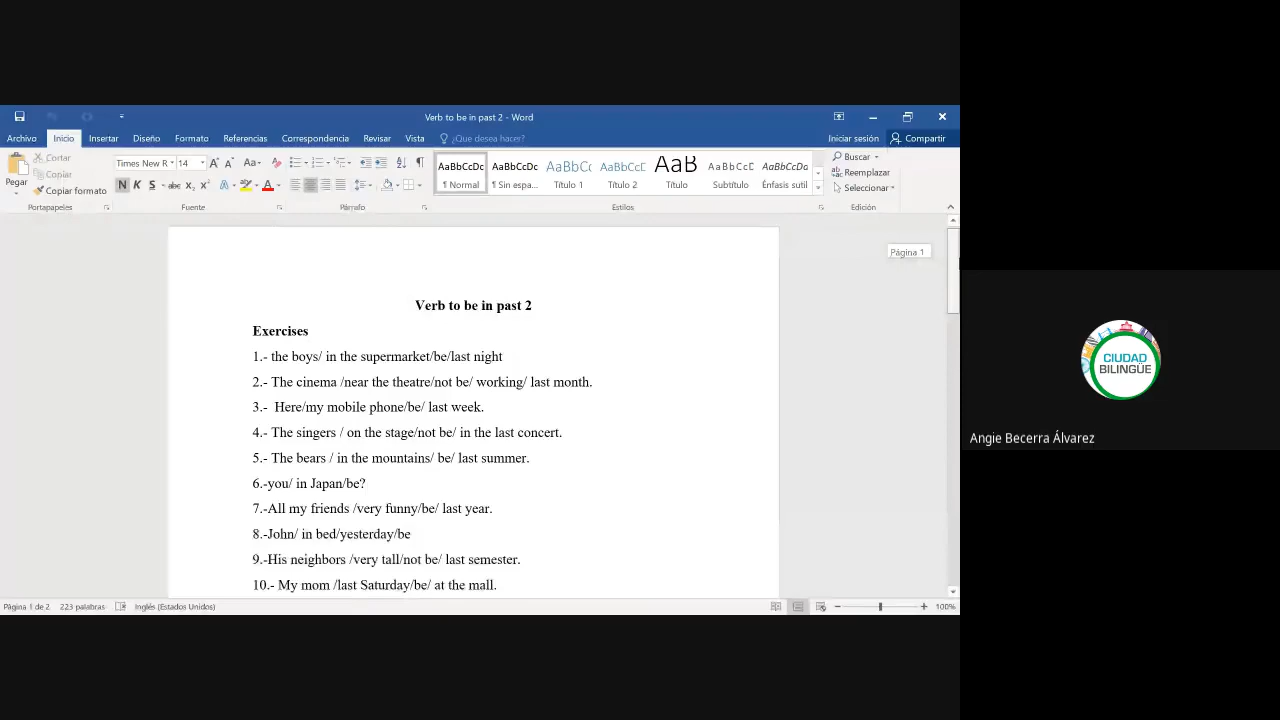 Verb to be in past 2 - Word
Archivo Inicio Insertar Diseño Formato Referencias Correspondencia Revisar Vista ¿Que desea hacer? Iniciar sesión Compartir
Pegar
Cortar
Copiar
Copiar formato
Portapapeles
Times New R 14
N K S abc x₂ x²
Fuente
Párrafo
AaBbCcDc ¶ Normal
AaBbCcDc ¶ Sin espa...
AaBbCc Título 1
AaBbCcC Título 2
AaB Título
AaBbCcC Subtítulo
AaBbCcDa Énfasis sutil
Estilos
Buscar
Reemplazar
Seleccionar
Edición
Página 1
Verb to be in past 2
Exercises
1.- the boys/ in the supermarket/be/last night
2.- The cinema /near the theatre/not be/ working/ last month.
3.- Here/my mobile phone/be/ last week.
4.- The singers / on the stage/not be/ in the last concert.
5.- The bears / in the mountains/ be/ last summer.
6.-you/ in Japan/be?
7.-All my friends /very funny/be/ last year.
8.-John/ in bed/yesterday/be
9.-His neighbors /very tall/not be/ last semester.
10.- My mom /last Saturday/be/ at the mall.
Página 1 de 2 223 palabras Inglés (Estados Unidos) 100%
CIUDAD
BILINGÜE
Angie Becerra Álvarez